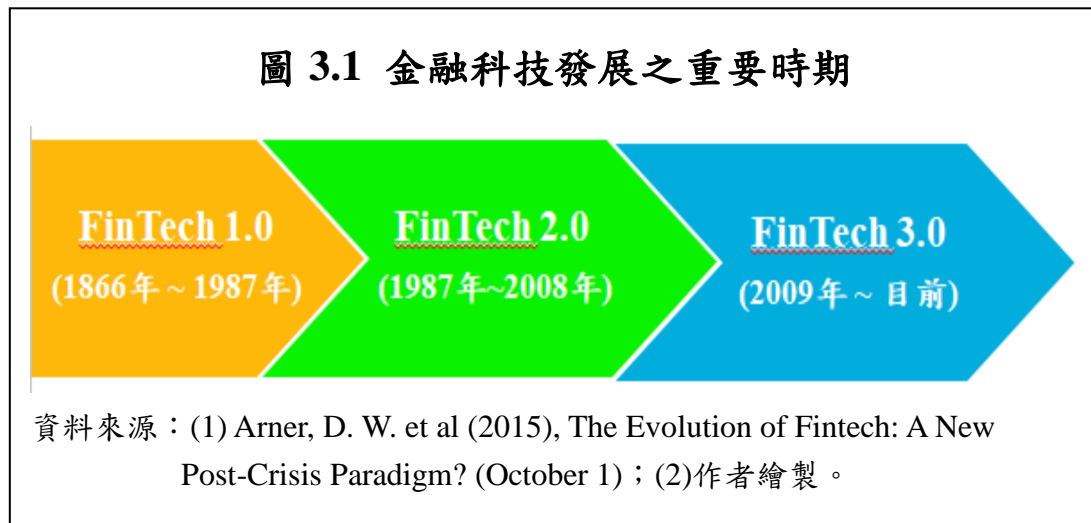 圖 3.1 金融科技發展之重要時期
FinTech 1.0
(1866年 ~ 1987年)
FinTech 2.0
(1987年~2008年)
FinTech 3.0
(2009年 ~ 目前)
資料來源：(1) Arner, D. W. et al (2015), The Evolution of Fintech: A New
Post-Crisis Paradigm? (October 1)；(2)作者繪製。